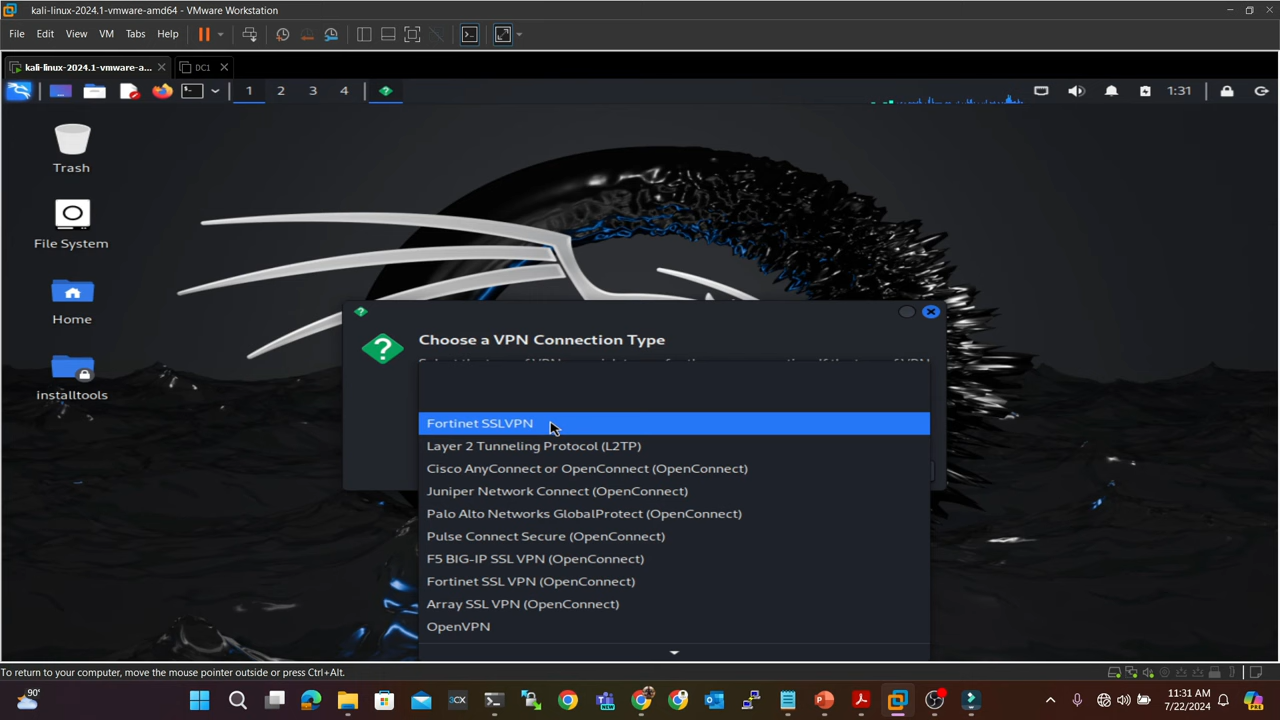 kali-linux-2024.1-vmware-amd64 - VMware Workstation
File Edit View VM Tabs Help
kali-linux-2024.1-vmware-a... DC1
1 2 3 4 1:31
Trash
File System
Home
installtools
Choose a VPN Connection Type
Fortinet SSLVPN
Layer 2 Tunneling Protocol (L2TP)
Cisco AnyConnect or OpenConnect (OpenConnect)
Juniper Network Connect (OpenConnect)
Palo Alto Networks GlobalProtect (OpenConnect)
Pulse Connect Secure (OpenConnect)
F5 BIG-IP SSL VPN (OpenConnect)
Fortinet SSL VPN (OpenConnect)
Array SSL VPN (OpenConnect)
OpenVPN
To return to your computer, move the mouse pointer outside or press Ctrl+Alt.
90°
11:31 AM
7/22/2024